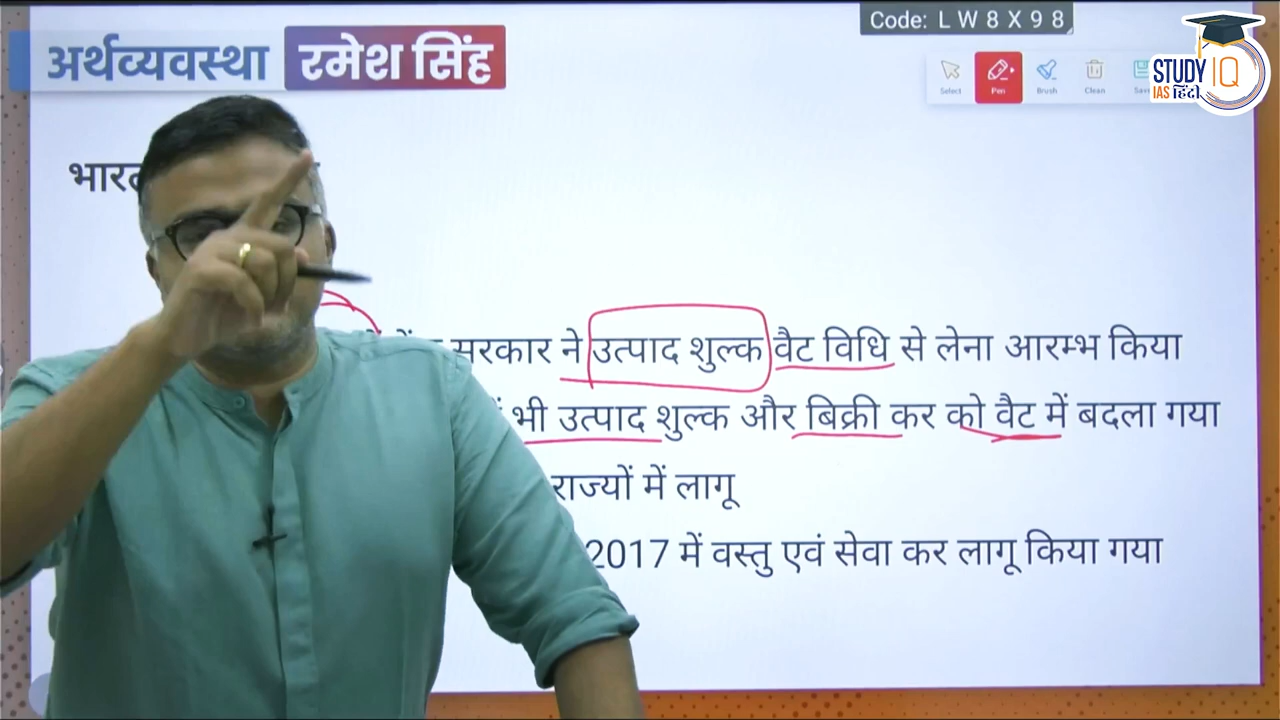 Code: L W 8 X 9 8
अर्थव्यवस्था रमेश सिंह
Select Pen Brush Clean Save
STUDY IQ
IAS हिंदी
सरकार ने उत्पाद शुल्क वैट विधि से लेना आरम्भ किया
भी उत्पाद शुल्क और बिक्री कर को वैट में बदला गया
राज्यों में लागू
2017 में वस्तु एवं सेवा कर लागू किया गया